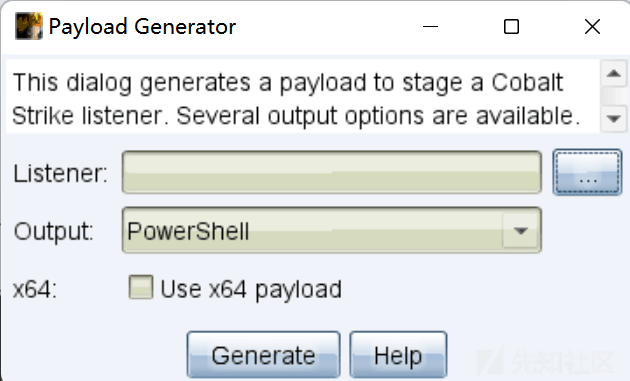 Payload Generator
This dialog generates a payload to stage a Cobalt
Strike listener. Several output options are available.
Listener:
...
Output: PowerShell
x64: Use x64 payload
Generate Help
先知社区